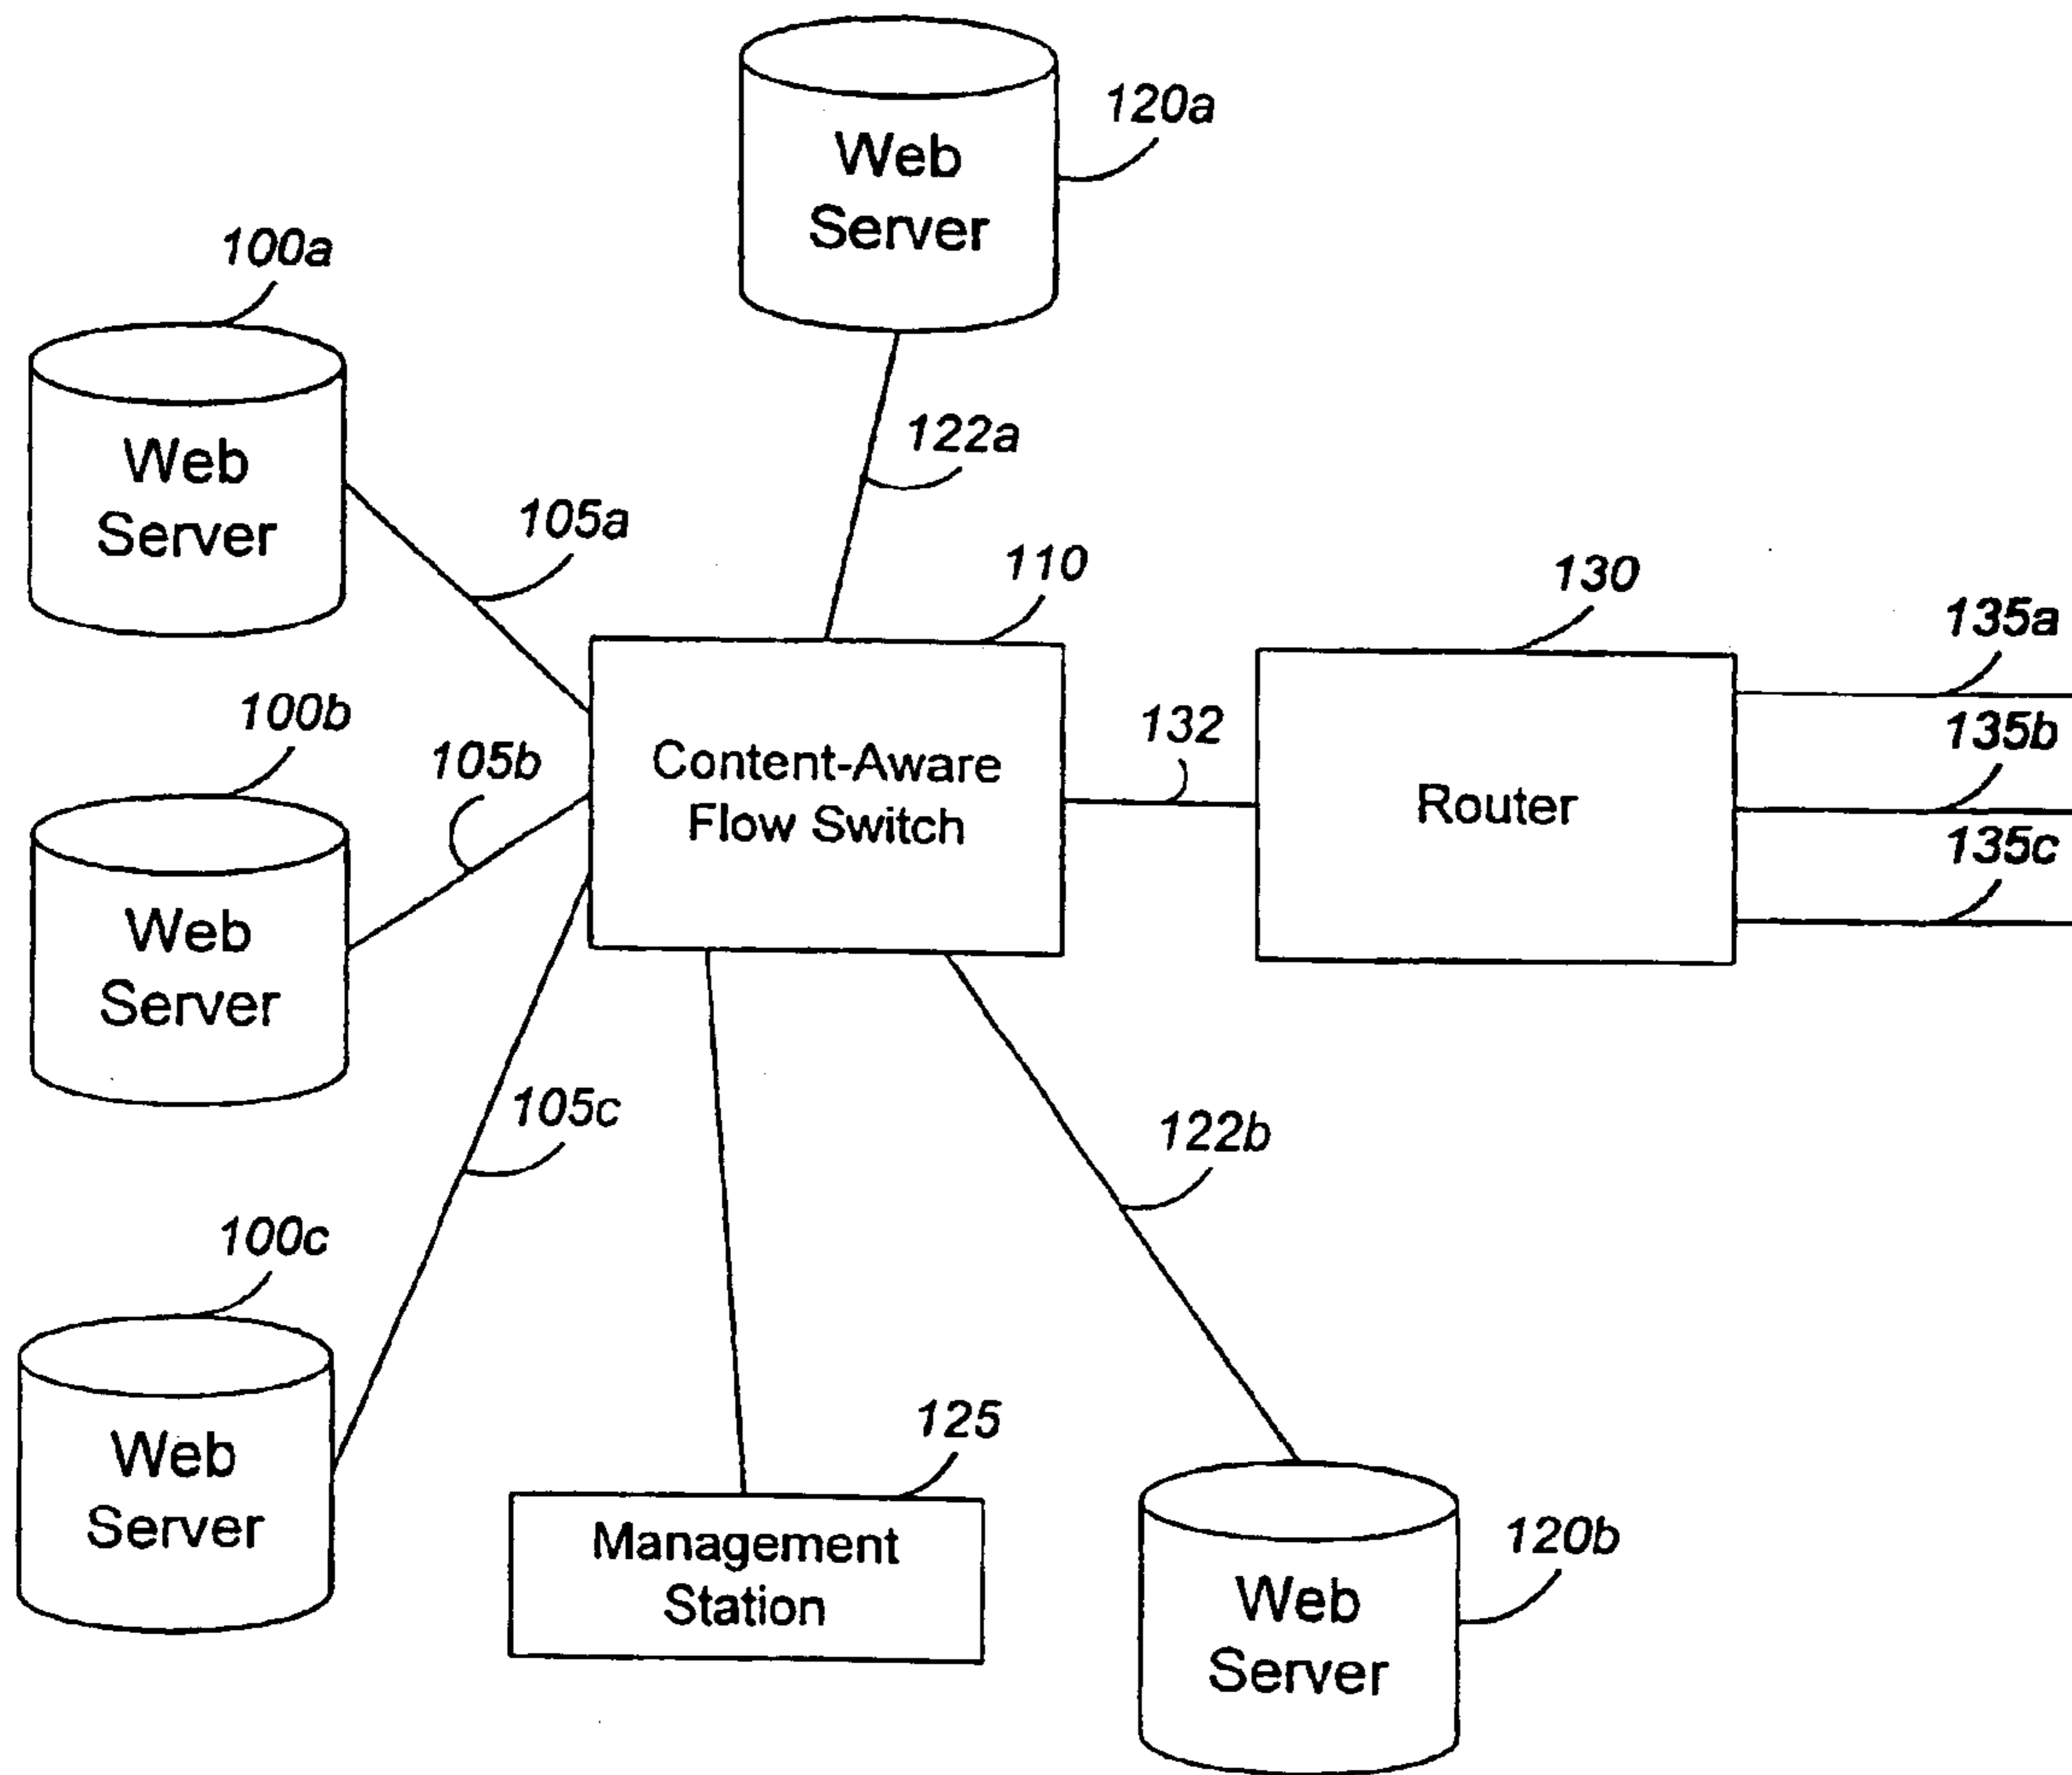 120a
Web
Server
100a
122a
Web
Server
105a
110
130
135a
100b
105b
132
135b
Content-Aware
Flow Switch
Router
135c
Web
Server
105c
122b
100c
125
Web
Server
Management
Station
120b
Web
Server